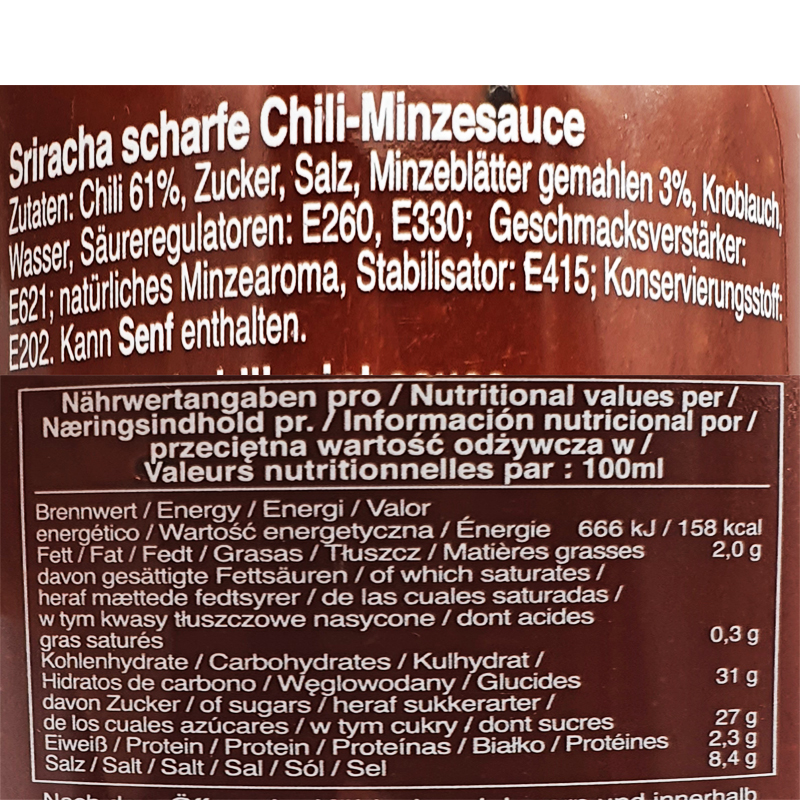 Sriracha scharfe Chili-Minzesauce
Zutaten: Chili 61%, Zucker, Salz, Minzeblätter gemahlen 3%, Knoblauch,
Wasser, Säureregulatoren: E260, E330; Geschmacksverstärker:
E621; natürliches Minzearoma, Stabilisator: E415; Konservierungsstoff:
E202. Kann Senf enthalten.
Nährwertangaben pro / Nutritional values per /
Næringsindhold pr. / Información nutricional por /
przeciętna wartość odżywcza w /
Valeurs nutritionnelles par : 100ml
Brennwert / Energy / Energi / Valor
energético / Wartość energetyczna / Énergie 666 kJ / 158 kcal
Fett / Fat / Fedt / Grasas / Tłuszcz / Matières grasses 2,0 g
davon gesättigte Fettsäuren / of which saturates /
heraf mættede fedtsyrer / de las cuales saturadas /
w tym kwasy tłuszczowe nasycone / dont acides
gras saturés 0,3 g
Kohlenhydrate / Carbohydrates / Kulhydrat /
Hidratos de carbono / Węglowodany / Glucides 31 g
davon Zucker / of sugars / heraf sukkerarter /
de los cuales azúcares / w tym cukry / dont sucres 27 g
Eiweiß / Protein / Protein / Proteínas / Białko / Protéines 2,3 g
Salz / Salt / Salt / Sal / Sól / Sel 8,4 g